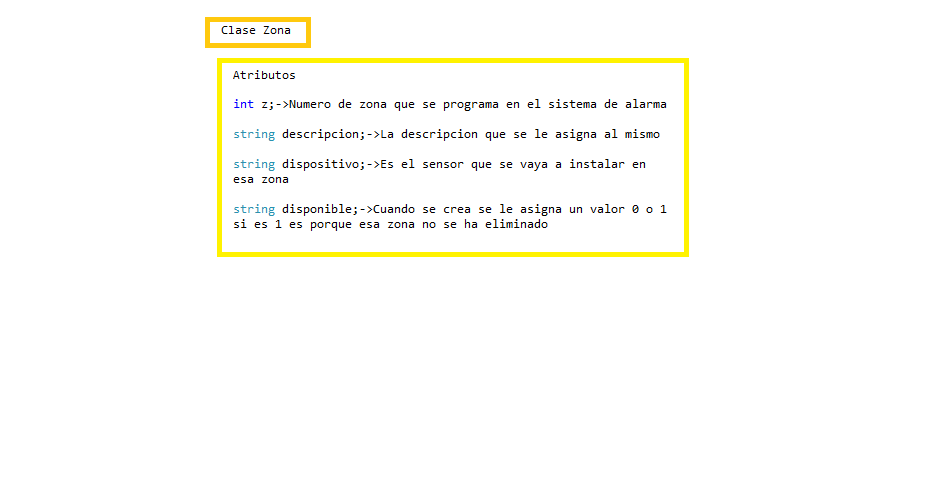 Clase Zona
Atributos
int z;->Numero de zona que se programa en el sistema de alarma
string descripcion;->La descripcion que se le asigna al mismo
string dispositivo;->Es el sensor que se vaya a instalar en
esa zona
string disponible;->Cuando se crea se le asigna un valor 0 o 1
si es 1 es porque esa zona no se ha eliminado